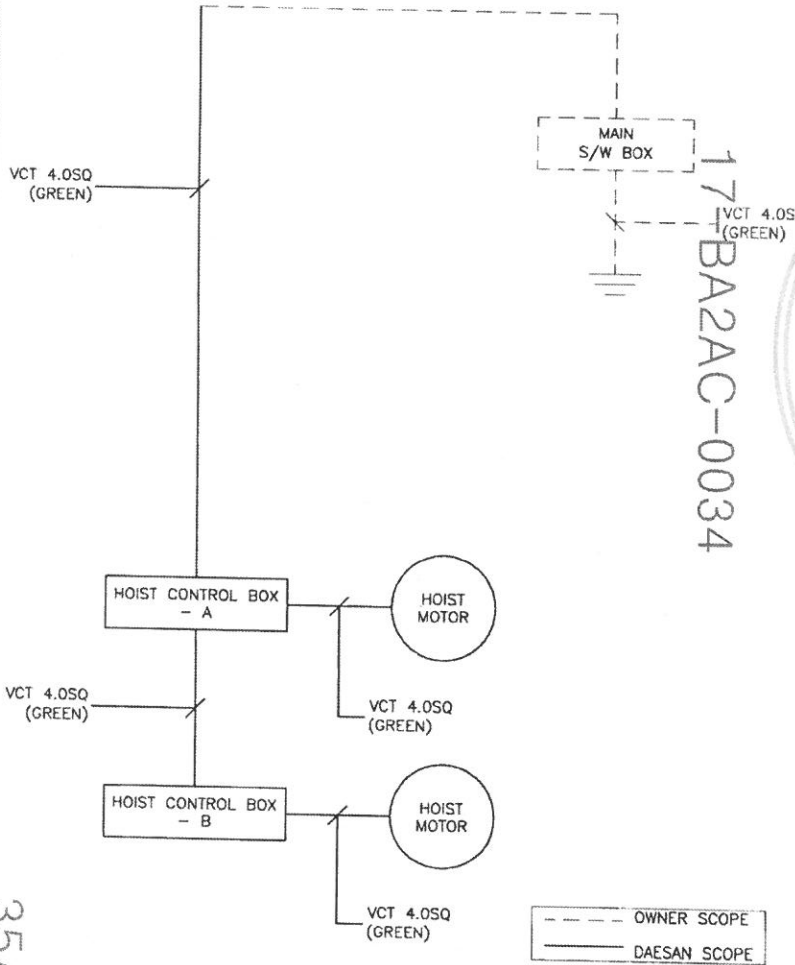 MAIN
S/W BOX
VCT 4.0SQ
(GREEN)
VCT 4.0S
(GREEN)
17-BA2AC-0034
HOIST CONTROL BOX
- A
HOIST
MOTOR
VCT 4.0SQ
(GREEN)
VCT 4.0SQ
(GREEN)
HOIST CONTROL BOX
- B
HOIST
MOTOR
VCT 4.0SQ
(GREEN)
35
OWNER SCOPE
DAESAN SCOPE